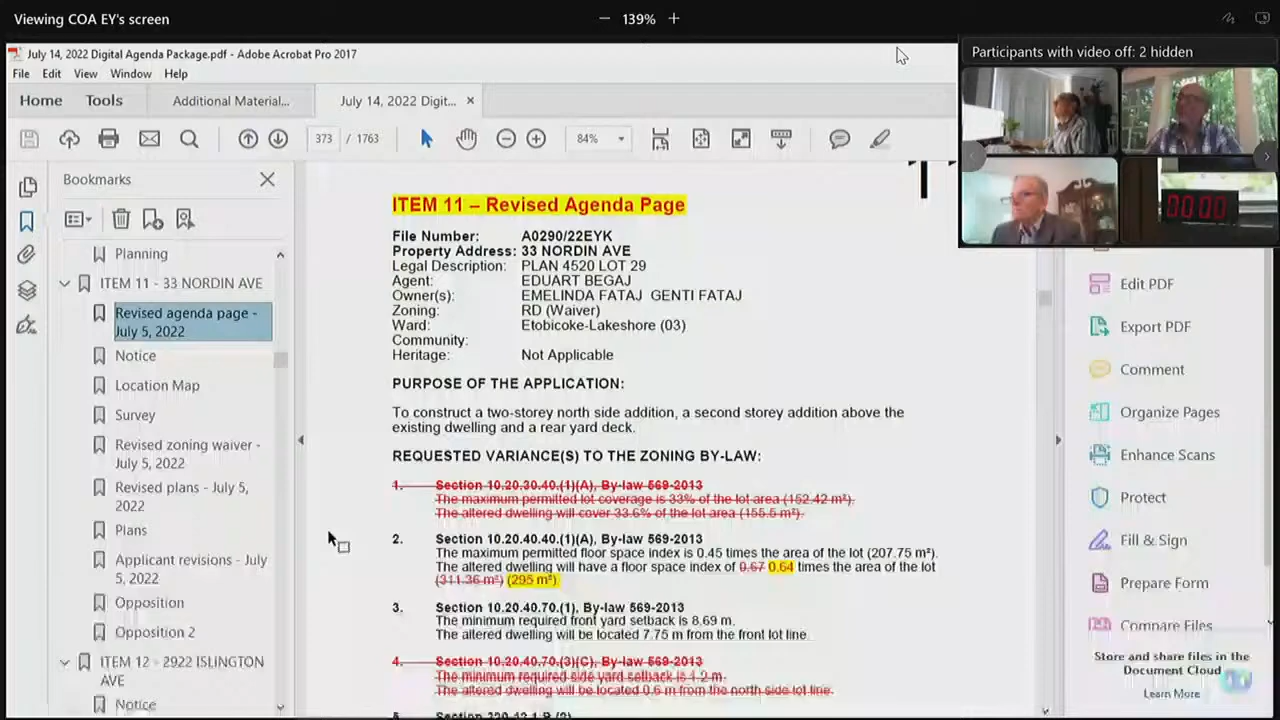 Viewing COA EY's screen
139%
July 14, 2022 Digital Agenda Package.pdf - Adobe Acrobat Pro 2017
File Edit View Window Help
Participants with video off: 2 hidden
Home Tools Additional Material... July 14, 2022 Digit...
373 / 1763 84%
00:00
Bookmarks
Planning
ITEM 11 - 33 NORDIN AVE
Revised agenda page -
July 5, 2022
Notice
Location Map
Survey
Revised zoning waiver -
July 5, 2022
Revised plans - July 5,
2022
Plans
Applicant revisions - July
5, 2022
Opposition
Opposition 2
ITEM 12 - 2922 ISLINGTON
AVE
Notice
ITEM 11 – Revised Agenda Page
File Number: A0290/22EYK
Property Address: 33 NORDIN AVE
Legal Description: PLAN 4520 LOT 29
Agent: EDUART BEGAJ
Owner(s): EMELINDA FATAJ GENTI FATAJ
Zoning: RD (Waiver)
Ward: Etobicoke-Lakeshore (03)
Community:
Heritage: Not Applicable
PURPOSE OF THE APPLICATION:
To construct a two-storey north side addition, a second storey addition above the
existing dwelling and a rear yard deck.
REQUESTED VARIANCE(S) TO THE ZONING BY-LAW:
1. Section 10.20.30.40.(1)(A), By-law 569-2013
The maximum permitted lot coverage is 33% of the lot area (152.42 m²).
The altered dwelling will cover 33.6% of the lot area (155.5 m²).
2. Section 10.20.40.40.(1)(A), By-law 569-2013
The maximum permitted floor space index is 0.45 times the area of the lot (207.75 m²).
The altered dwelling will have a floor space index of 0.67 0.64 times the area of the lot
(311.36 m²) (295 m²)
3. Section 10.20.40.70.(1), By-law 569-2013
The minimum required front yard setback is 8.69 m.
The altered dwelling will be located 7.75 m from the front lot line.
4. Section 10.20.40.70.(3)(C), By-law 569-2013
The minimum required side yard setback is 1.2 m.
The altered dwelling will be located 0.6 m from the north side lot line.
Edit PDF
Export PDF
Comment
Organize Pages
Enhance Scans
Protect
Fill & Sign
Prepare Form
Compare Files
Store and share files in the
Document Cloud
Learn More